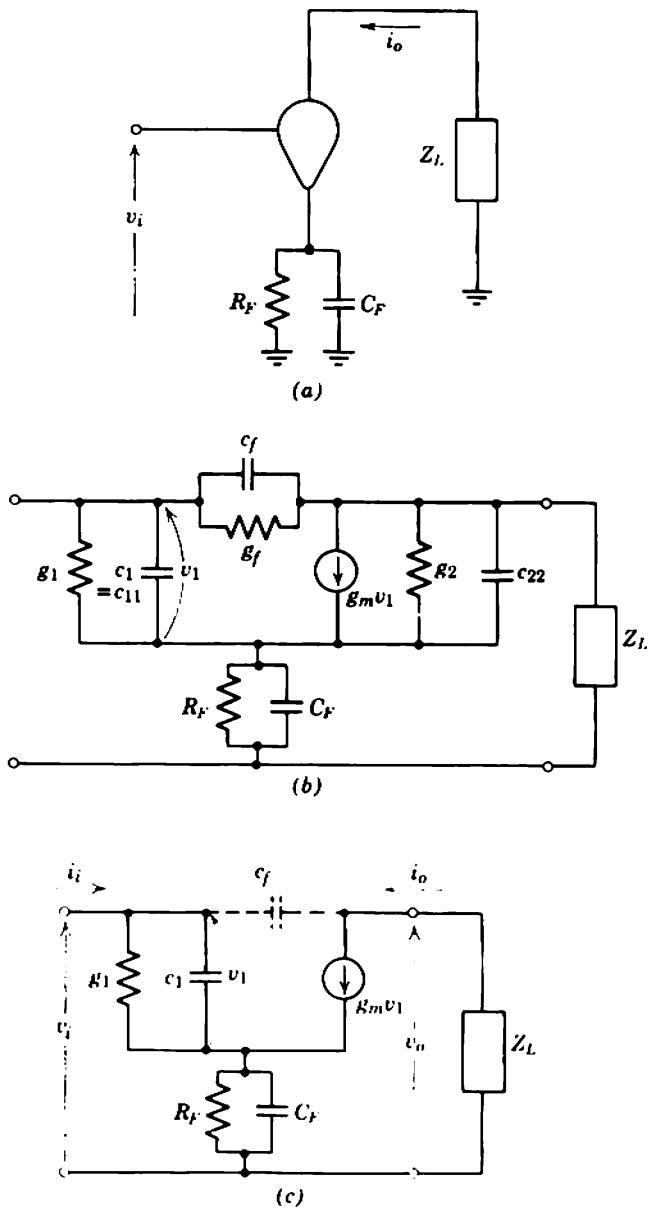 i_o
Z_L
v_i
R_F
C_F
(a)
c_f
g_f
g_1
c_1
= c_11
v_1
g_m v_1
g_2
c_22
Z_L
R_F
C_F
(b)
i_i
c_f
i_o
g_1
c_1
v_1
g_m v_1
v_i
v_o
Z_L
R_F
C_F
(c)